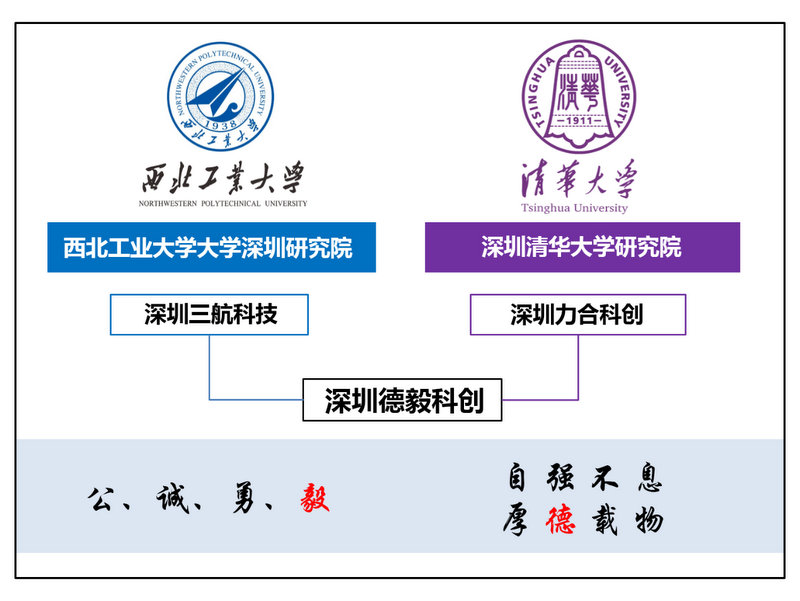 NORTHWESTERN POLYTECHNICAL UNIVERSITY
1938
西北工业大学
西北工业大学
NORTHWESTERN POLYTECHNICAL UNIVERSITY
TSINGHUA UNIVERSITY
清華
1911
清華大学
Tsinghua University
西北工业大学大学深圳研究院
深圳清华大学研究院
深圳三航科技
深圳力合科创
深圳德毅科创
公、诚、勇、毅
自强不息
厚德载物